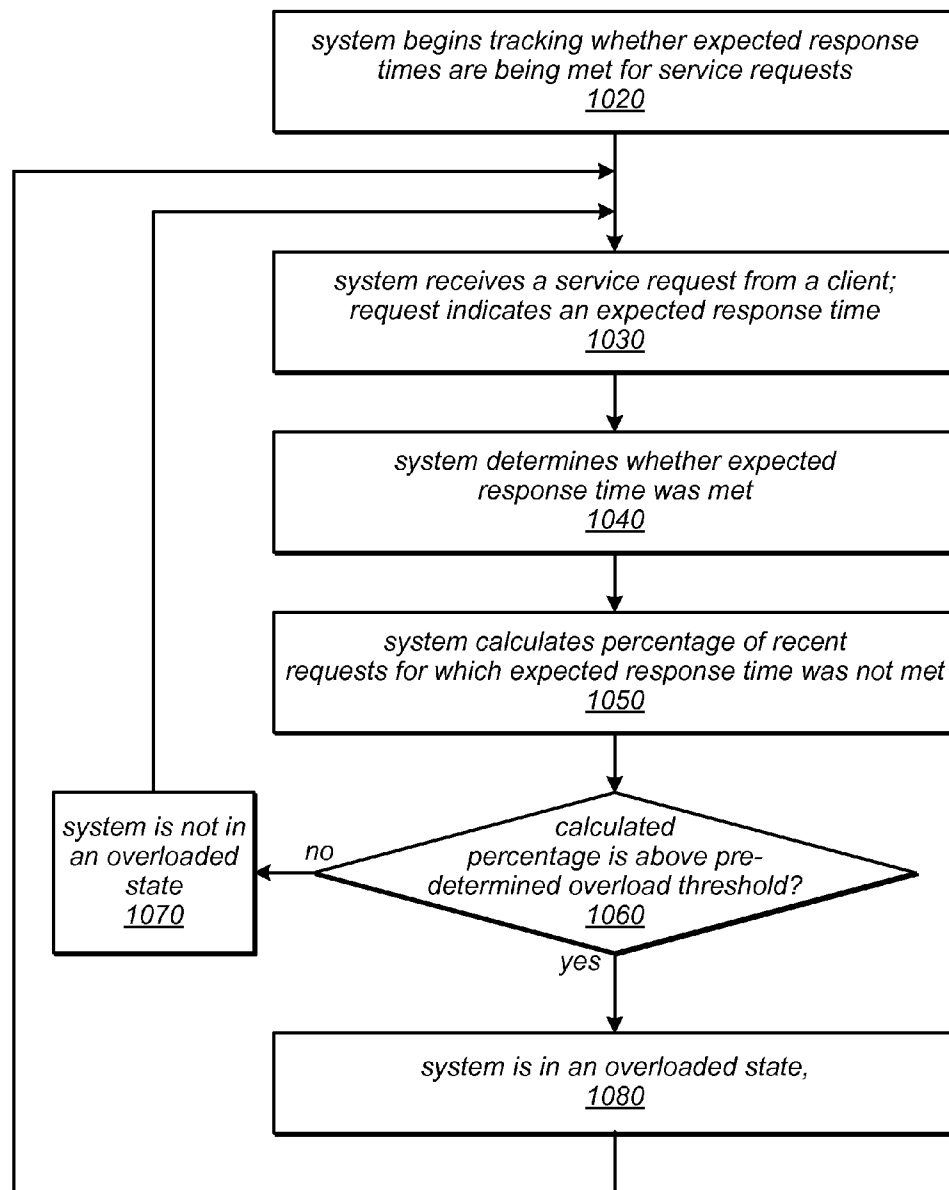 system begins tracking whether expected response
times are being met for service requests
1020
system receives a service request from a client;
request indicates an expected response time
1030
system determines whether expected
response time was met
1040
system calculates percentage of recent
requests for which expected response time was not met
1050
calculated
percentage is above pre-
determined overload threshold?
1060
no
system is not in
an overloaded
state
1070
yes
system is in an overloaded state,
1080